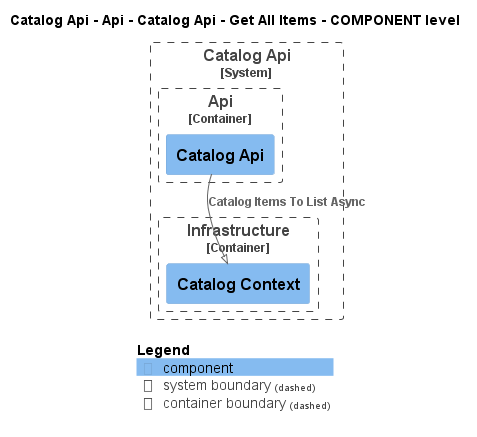 Catalog Api - Api - Catalog Api - Get All Items - COMPONENT level
Catalog Api
[System]
Api
[Container]
Catalog Api
Catalog Items To List Async
Infrastructure
[Container]
Catalog Context
Legend
component
system boundary (dashed)
container boundary (dashed)